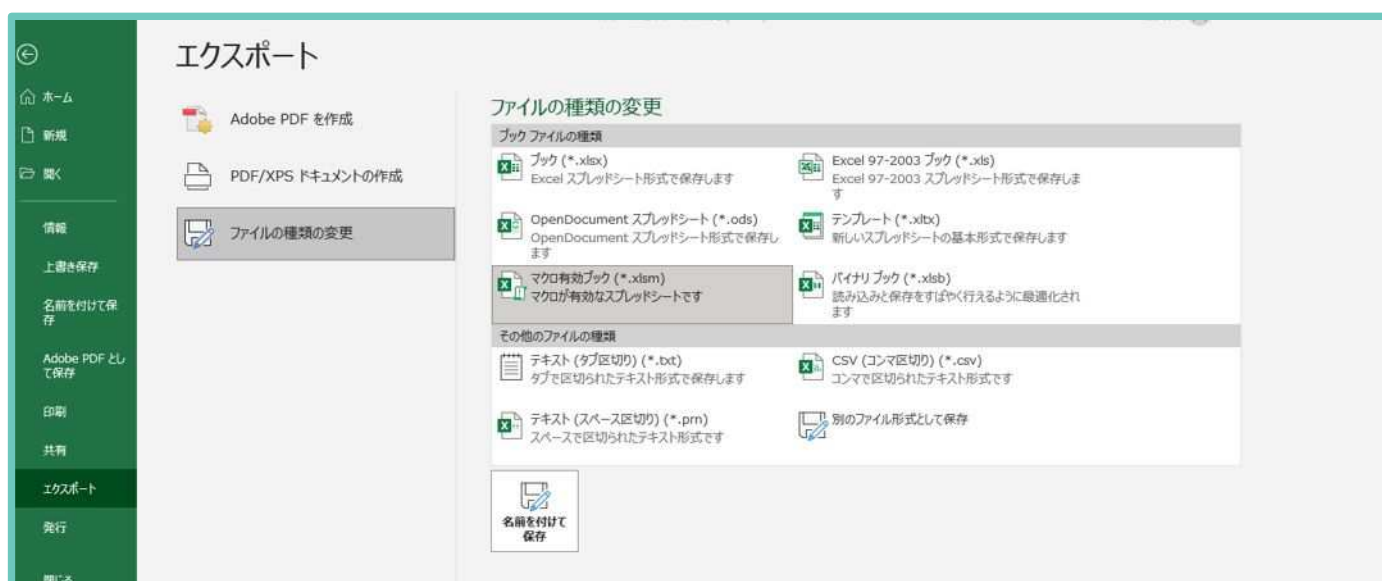 エクスポート
ホーム
新規
開く
情報
上書き保存
名前を付けて保
存
Adobe PDF とし
て保存
印刷
共有
エクスポート
発行
閉じる
Adobe PDF を作成
PDF/XPS ドキュメントの作成
ファイルの種類の変更
ファイルの種類の変更
ブック ファイルの種類
ブック (*.xlsx)
Excel スプレッドシート形式で保存します
Excel 97-2003 ブック (*.xls)
Excel 97-2003 スプレッドシート形式で保存しま
す
OpenDocument スプレッドシート (*.ods)
OpenDocument スプレッドシート形式で保存し
ます
テンプレート (*.xltx)
新しいスプレッドシートの基本形式で保存します
マクロ有効ブック (*.xlsm)
マクロが有効なスプレッドシートです
バイナリ ブック (*.xlsb)
読み込みと保存をすばやく行えるように最適化され
ます
その他のファイルの種類
テキスト (タブ区切り) (*.txt)
タブで区切られたテキスト形式で保存します
CSV (コンマ区切り) (*.csv)
コンマで区切られたテキスト形式です
テキスト (スペース区切り) (*.prn)
スペースで区切られたテキスト形式です
別のファイル形式として保存
名前を付けて
保存